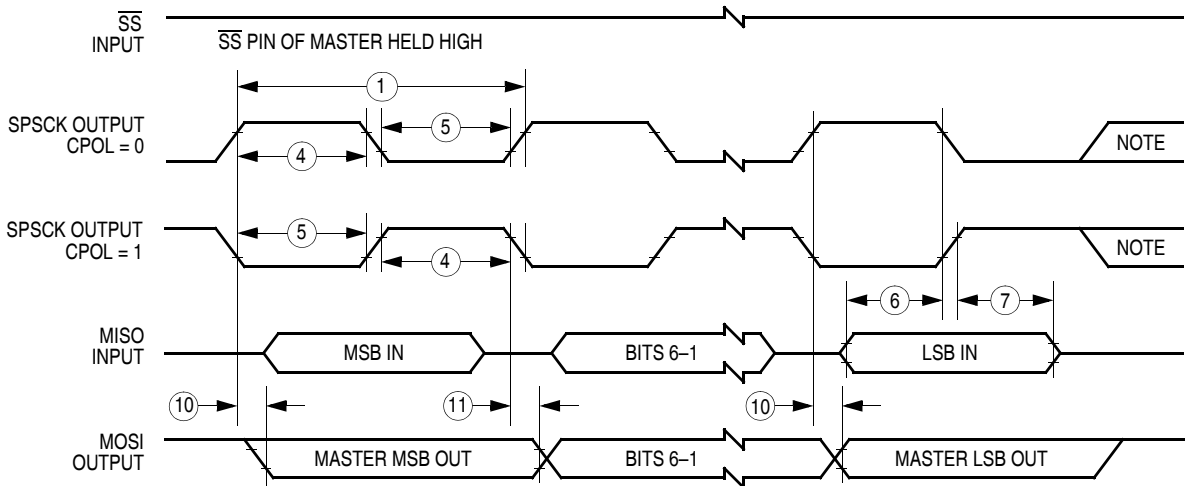 SS
INPUT
SS PIN OF MASTER HELD HIGH
1
SPSCK OUTPUT
CPOL = 0
5
4
NOTE
SPSCK OUTPUT
CPOL = 1
5
4
NOTE
6
7
MISO
INPUT
MSB IN
BITS 6–1
LSB IN
10
11
10
MOSI
OUTPUT
MASTER MSB OUT
BITS 6–1
MASTER LSB OUT